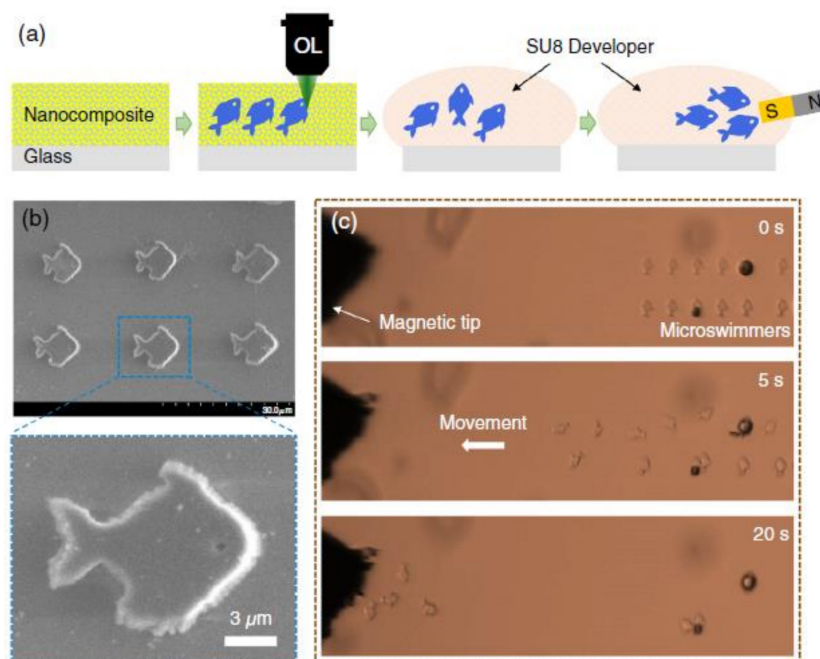 (a)
OL
SU8 Developer
Nanocomposite
Glass
S
N
(b)
30.0μm
3 μm
(c)
0 s
Magnetic tip
Microswimmers
5 s
Movement
20 s